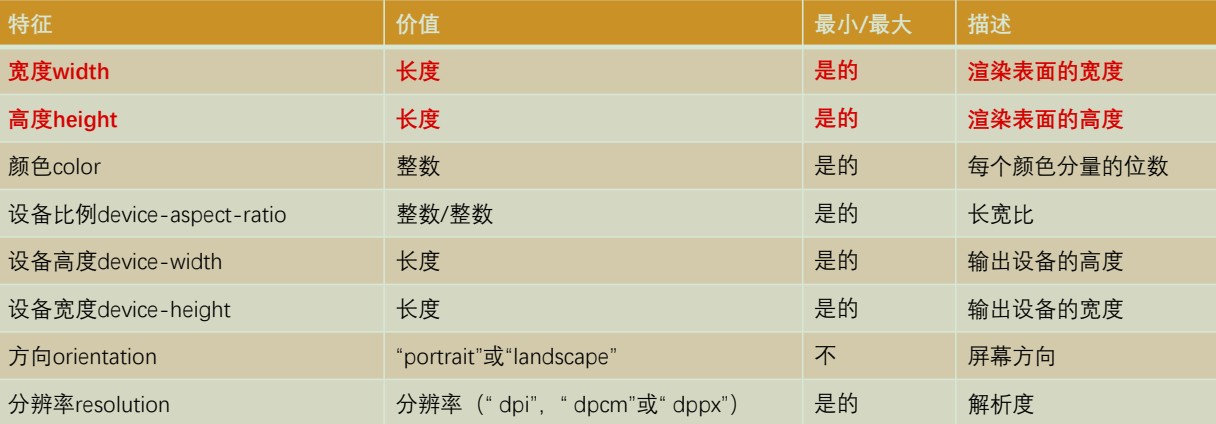 特征 价值 最小/最大 描述
宽度width 长度 是的 渲染表面的宽度
高度height 长度 是的 渲染表面的高度
颜色color 整数 是的 每个颜色分量的位数
设备比例device-aspect-ratio 整数/整数 是的 长宽比
设备高度device-width 长度 是的 输出设备的高度
设备宽度device-height 长度 是的 输出设备的宽度
方向orientation “portrait”或“landscape” 不 屏幕方向
分辨率resolution 分辨率（“ dpi”，“ dpcm”或“ dppx”） 是的 解析度